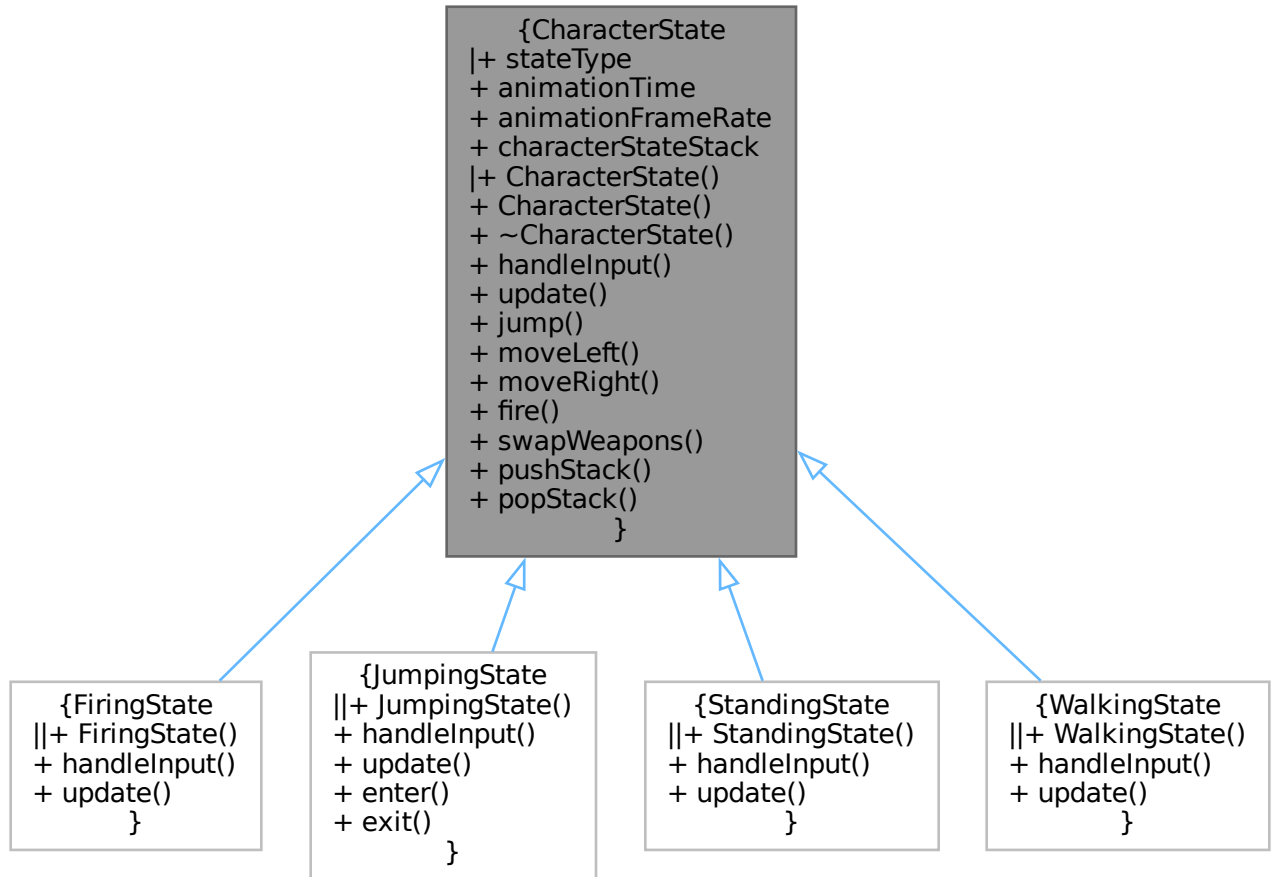 {CharacterState
|+ stateType
+ animationTime
+ animationFrameRate
+ characterStateStack
|+ CharacterState()
+ CharacterState()
+ ~CharacterState()
+ handleInput()
+ update()
+ jump()
+ moveLeft()
+ moveRight()
+ fire()
+ swapWeapons()
+ pushStack()
+ popStack()
}
{FiringState
||+ FiringState()
+ handleInput()
+ update()
}
{JumpingState
||+ JumpingState()
+ handleInput()
+ update()
+ enter()
+ exit()
}
{StandingState
||+ StandingState()
+ handleInput()
+ update()
}
{WalkingState
||+ WalkingState()
+ handleInput()
+ update()
}